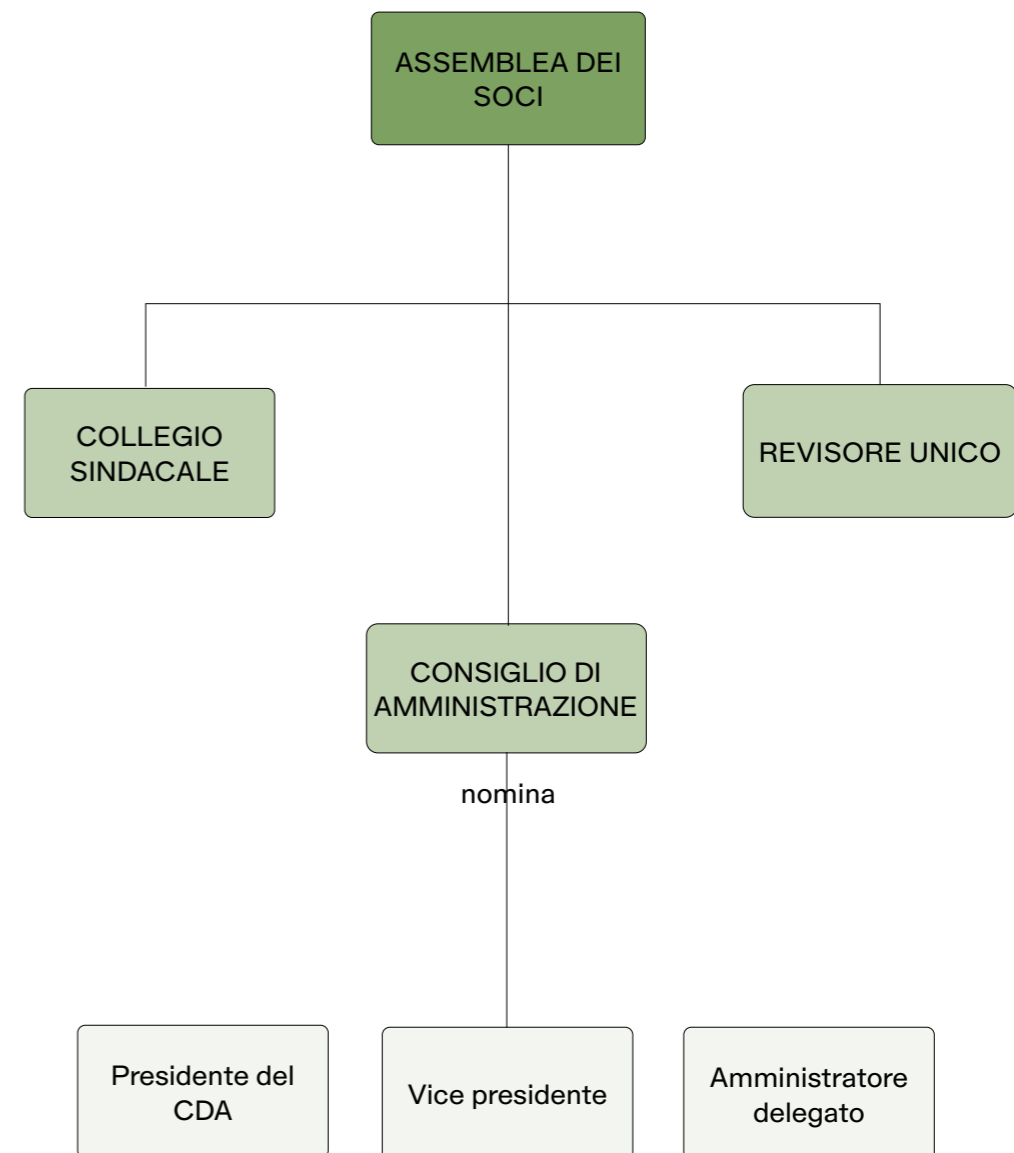 ASSEMBLEA DEI
SOCI
COLLEGIO
SINDACALE
REVISORE UNICO
CONSIGLIO DI
AMMINISTRAZIONE
nomina
Presidente del
CDA
Vice presidente
Amministratore
delegato